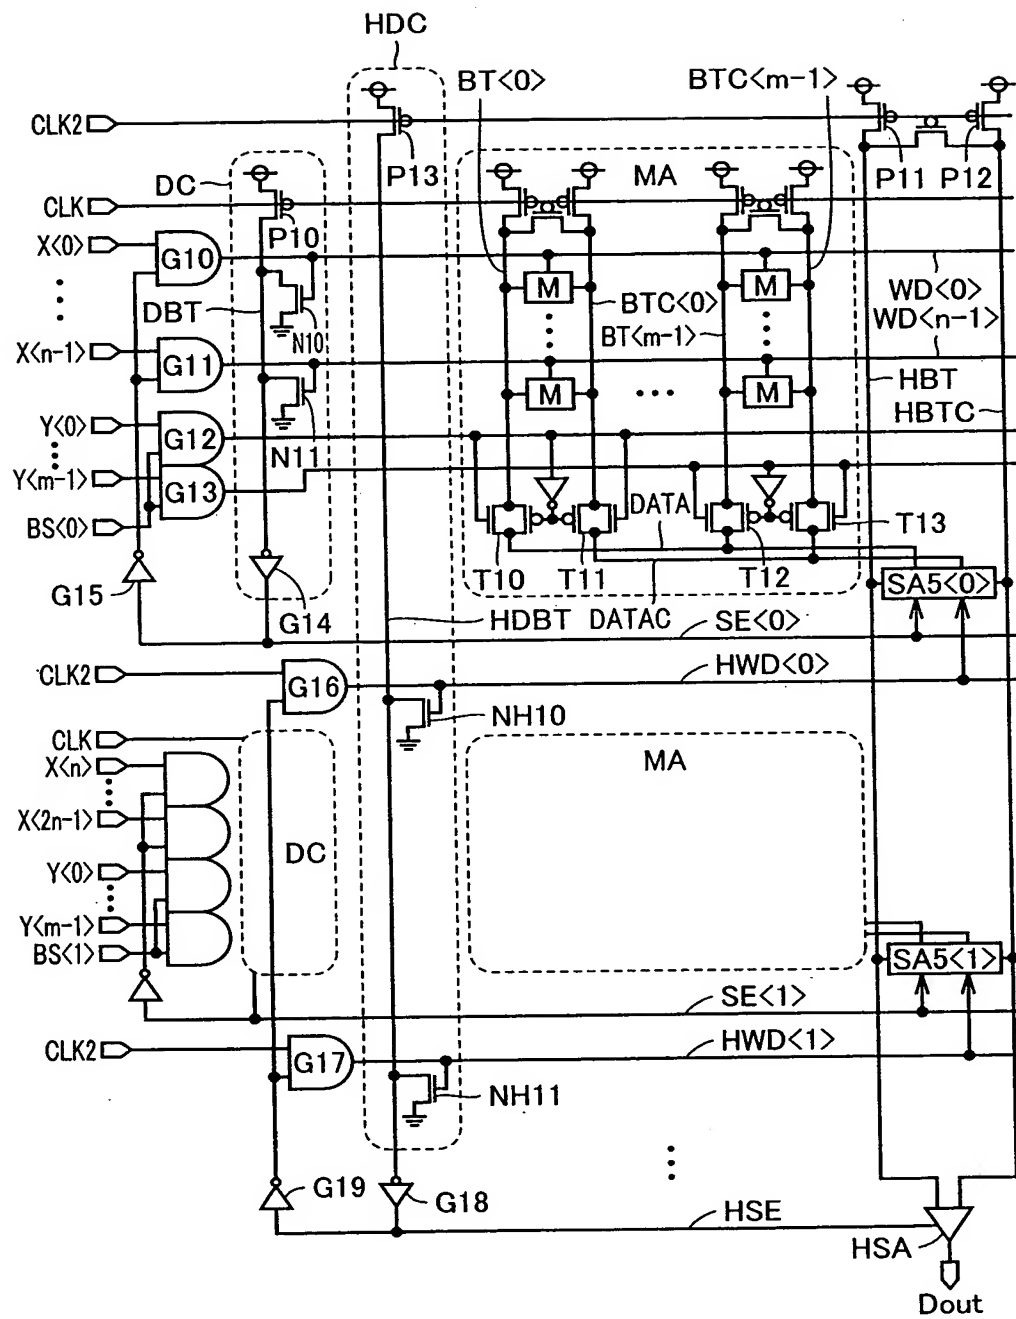 HDC
BT<0>
BTC<m-1>
CLK2
P13
P11 P12
DC
MA
CLK
P10
X<0>
G10
M
M
WD<0>
DBT
N10
BTC<0>
BT<m-1>
WD<n-1>
X<n-1>
G11
HBT
M
M
HBTC
Y<0>
G12
N11
Y<m-1>
G13
DATA
BS<0>
T13
T10
T11
T12
SA5<0>
G15
G14
HDBT
DATAC
SE<0>
CLK2
G16
HWD<0>
NH10
CLK
X<n>
MA
X<2n-1>
DC
Y<0>
Y<m-1>
BS<1>
SA5<1>
SE<1>
CLK2
G17
HWD<1>
NH11
G19
G18
HSE
HSA
Dout